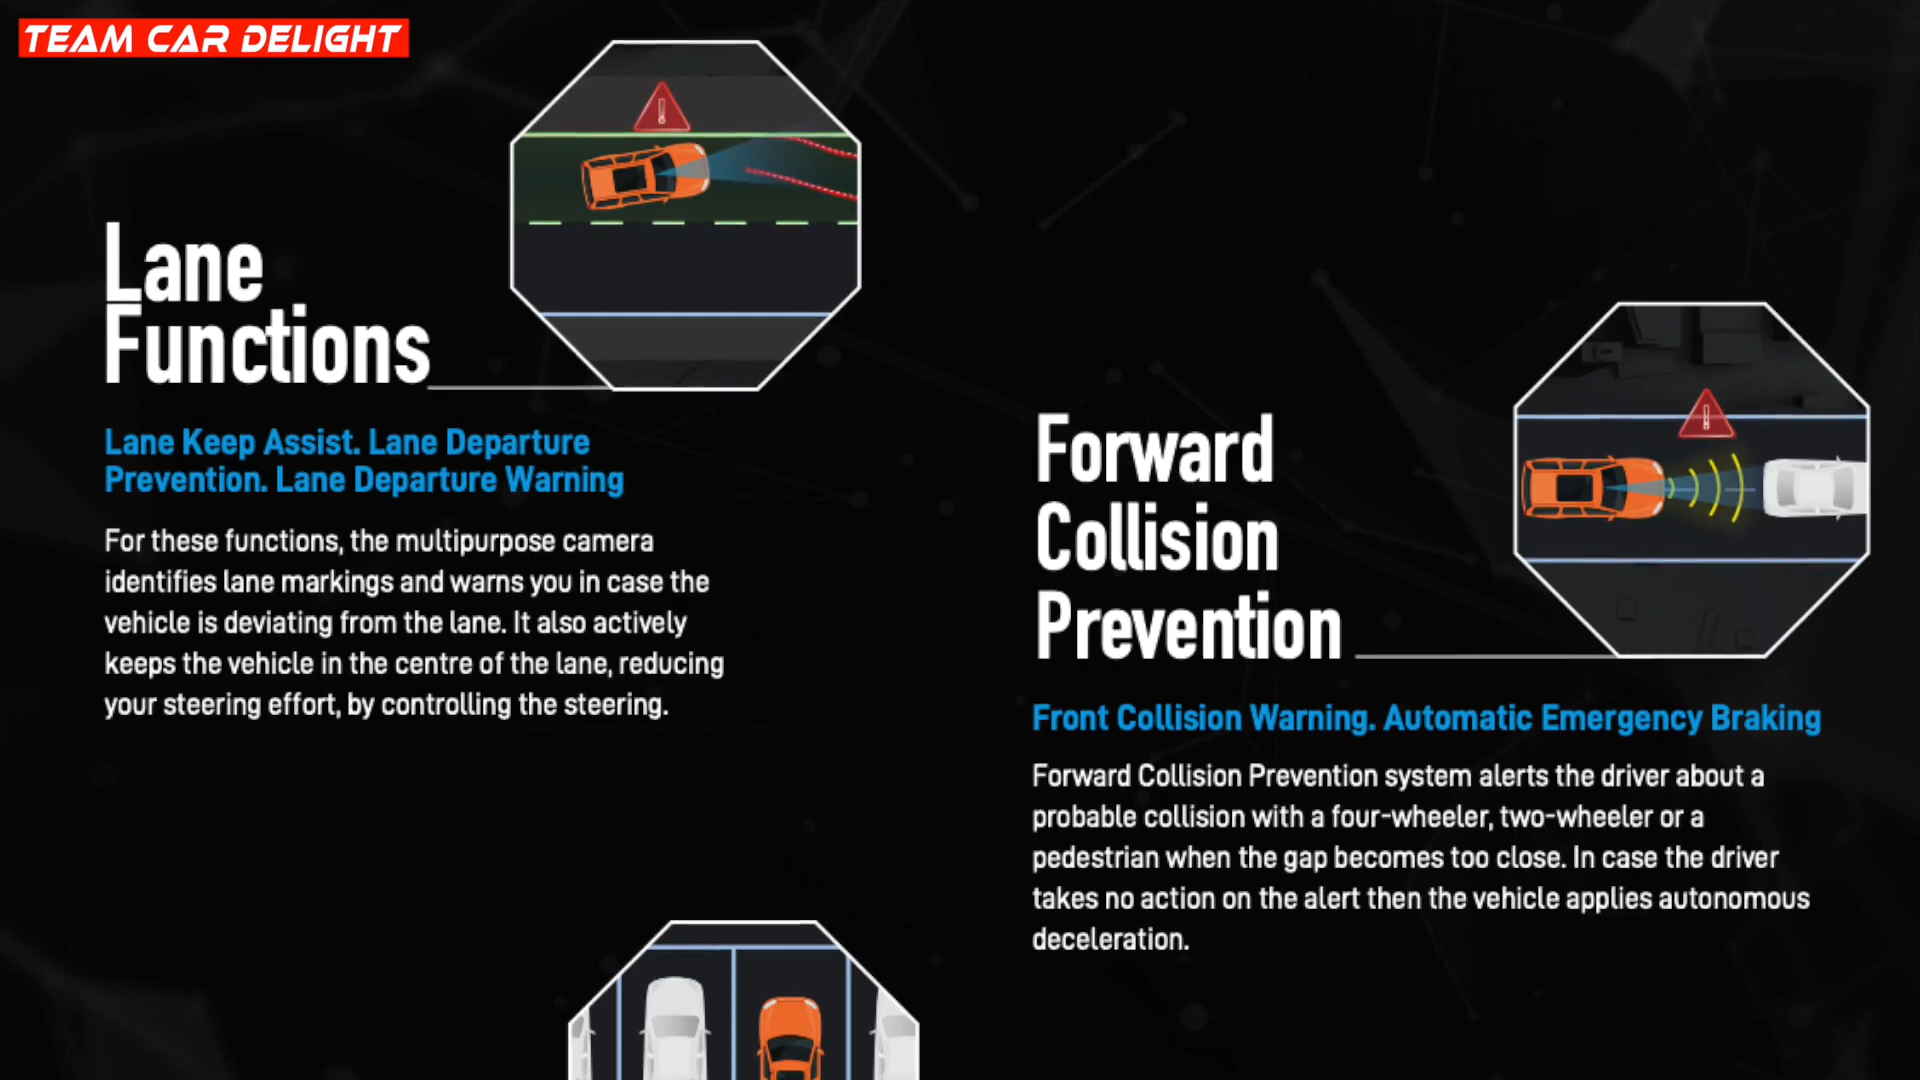 TEAM CAR DELIGHT
Lane
Functions
Lane Keep Assist. Lane Departure
Prevention. Lane Departure Warning
For these functions, the multipurpose camera
identifies lane markings and warns you in case the
vehicle is deviating from the lane. It also actively
keeps the vehicle in the centre of the lane, reducing
your steering effort, by controlling the steering.
Forward
Collision
Prevention
Front Collision Warning. Automatic Emergency Braking
Forward Collision Prevention system alerts the driver about a
probable collision with a four-wheeler, two-wheeler or a
pedestrian when the gap becomes too close. In case the driver
takes no action on the alert then the vehicle applies autonomous
deceleration.